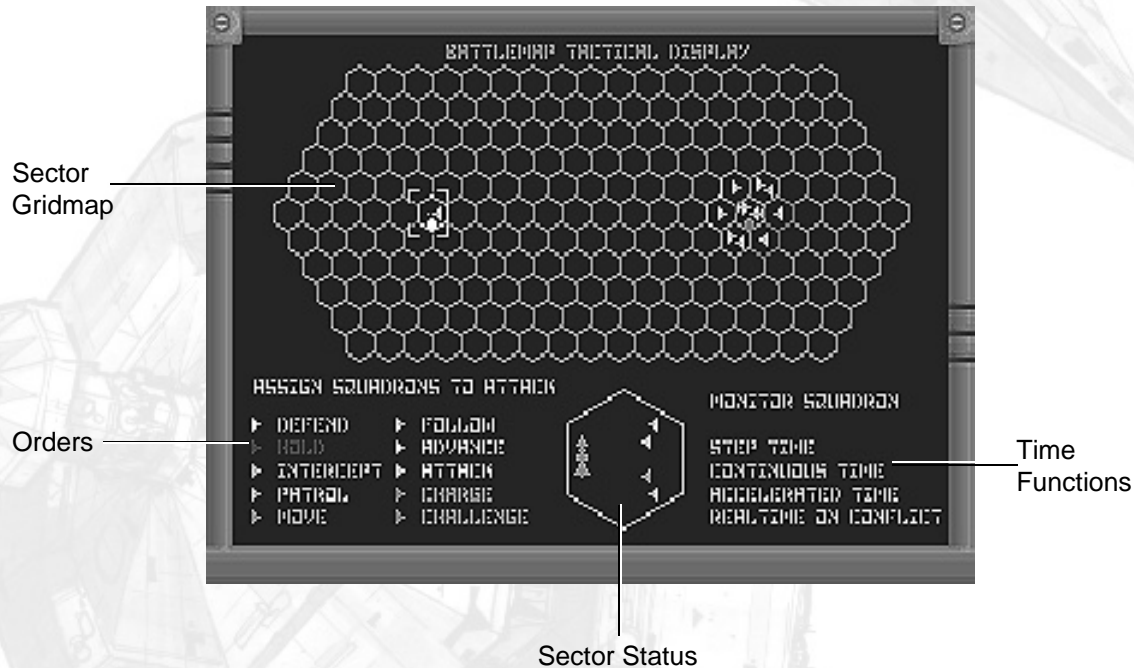 BATTLEMAP TACTICAL DISPLAY
Sector
Gridmap
ASSIGN SQUADRONS TO ATTACK
DEFEND
HOLD
INTERCEPT
PATROL
MOVE
FOLLOW
ADVANCE
ATTACK
CHARGE
CHALLENGE
Orders
MONITOR SQUADRON
STEP TIME
CONTINUOUS TIME
ACCELERATED TIME
REALTIME ON CONFLICT
Time
Functions
Sector Status